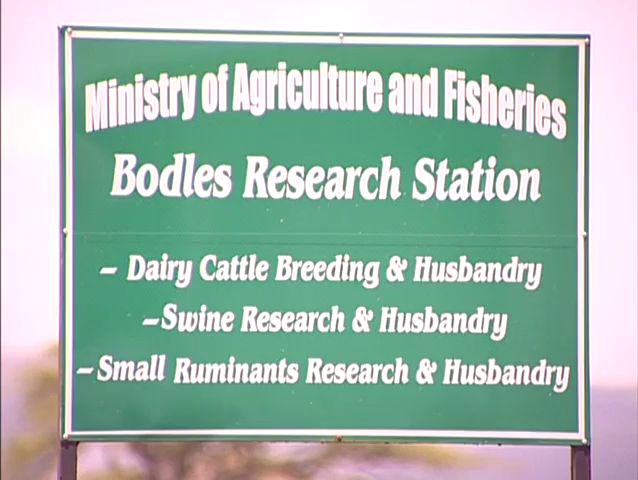 Ministry of Agriculture and Fisheries
Bodles Research Station
– Dairy Cattle Breeding & Husbandry
–Swine Research & Husbandry
–Small Ruminants Research & Husbandry